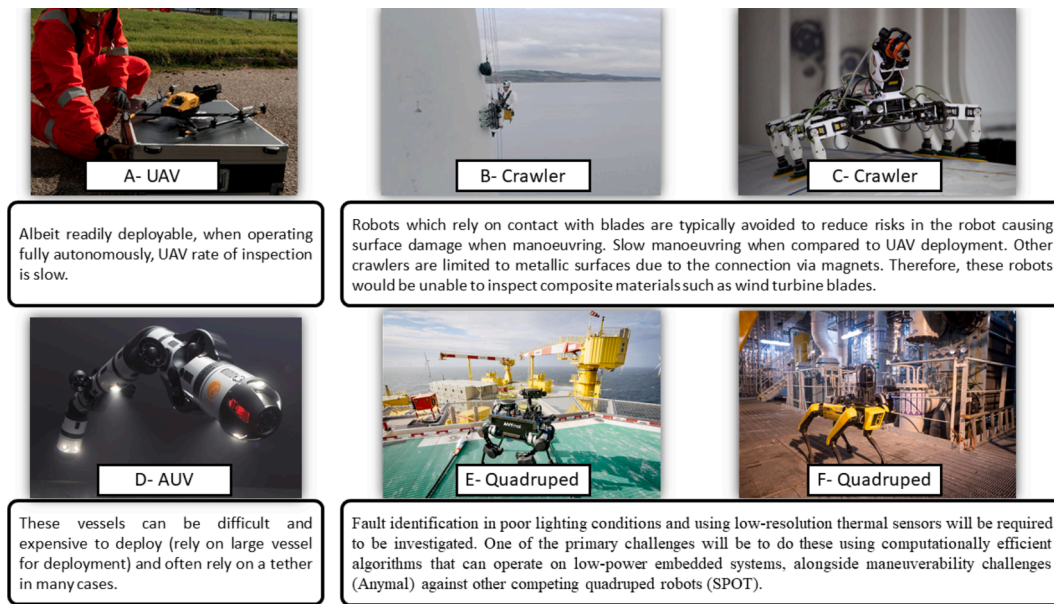 A- UAV
B- Crawler
C- Crawler
Albeit readily deployable, when operating
fully autonomously, UAV rate of inspection
is slow.
Robots which rely on contact with blades are typically avoided to reduce risks in the robot causing
surface damage when manoeuvring. Slow manoeuvring when compared to UAV deployment. Other
crawlers are limited to metallic surfaces due to the connection via magnets. Therefore, these robots
would be unable to inspect composite materials such as wind turbine blades.
D- AUV
E- Quadruped
F- Quadruped
These vessels can be difficult and
expensive to deploy (rely on large vessel
for deployment) and often rely on a tether
in many cases.
Fault identification in poor lighting conditions and using low-resolution thermal sensors will be required
to be investigated. One of the primary challenges will be to do these using computationally efficient
algorithms that can operate on low-power embedded systems, alongside maneuverability challenges
(Anymal) against other competing quadruped robots (SPOT).